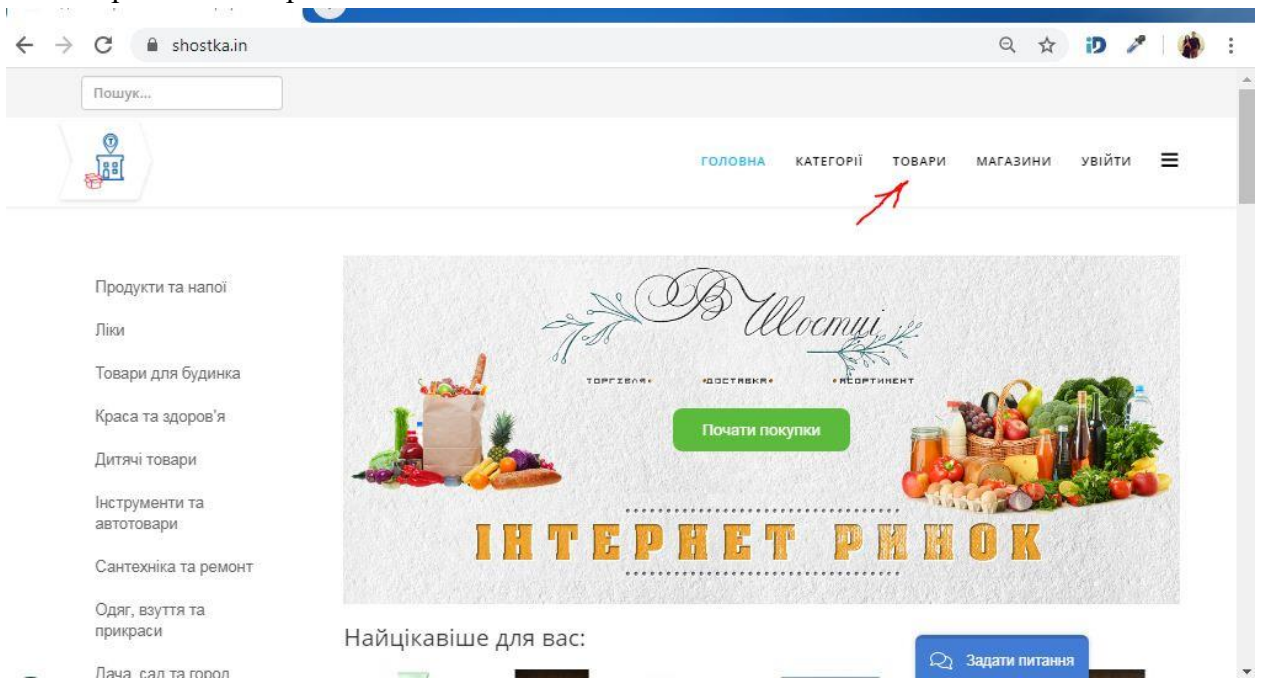 shostka.in
Пошук...
ГОЛОВНА КАТЕГОРІЇ ТОВАРИ МАГАЗИНИ УВІЙТИ
Продукти та напої
Ліки
Товари для будинка
Краса та здоров'я
Дитячі товари
Інструменти та
автотовари
Сантехніка та ремонт
Одяг, взуття та
прикраси
Дача, сад та город
В Шостці
ТОРГІВЛЯ• •ДОСТАВКА• •АСОРТИМЕНТ
Почати покупки
ІНТЕРНЕТ РИНОК
Найцікавіше для вас:
Задати питання